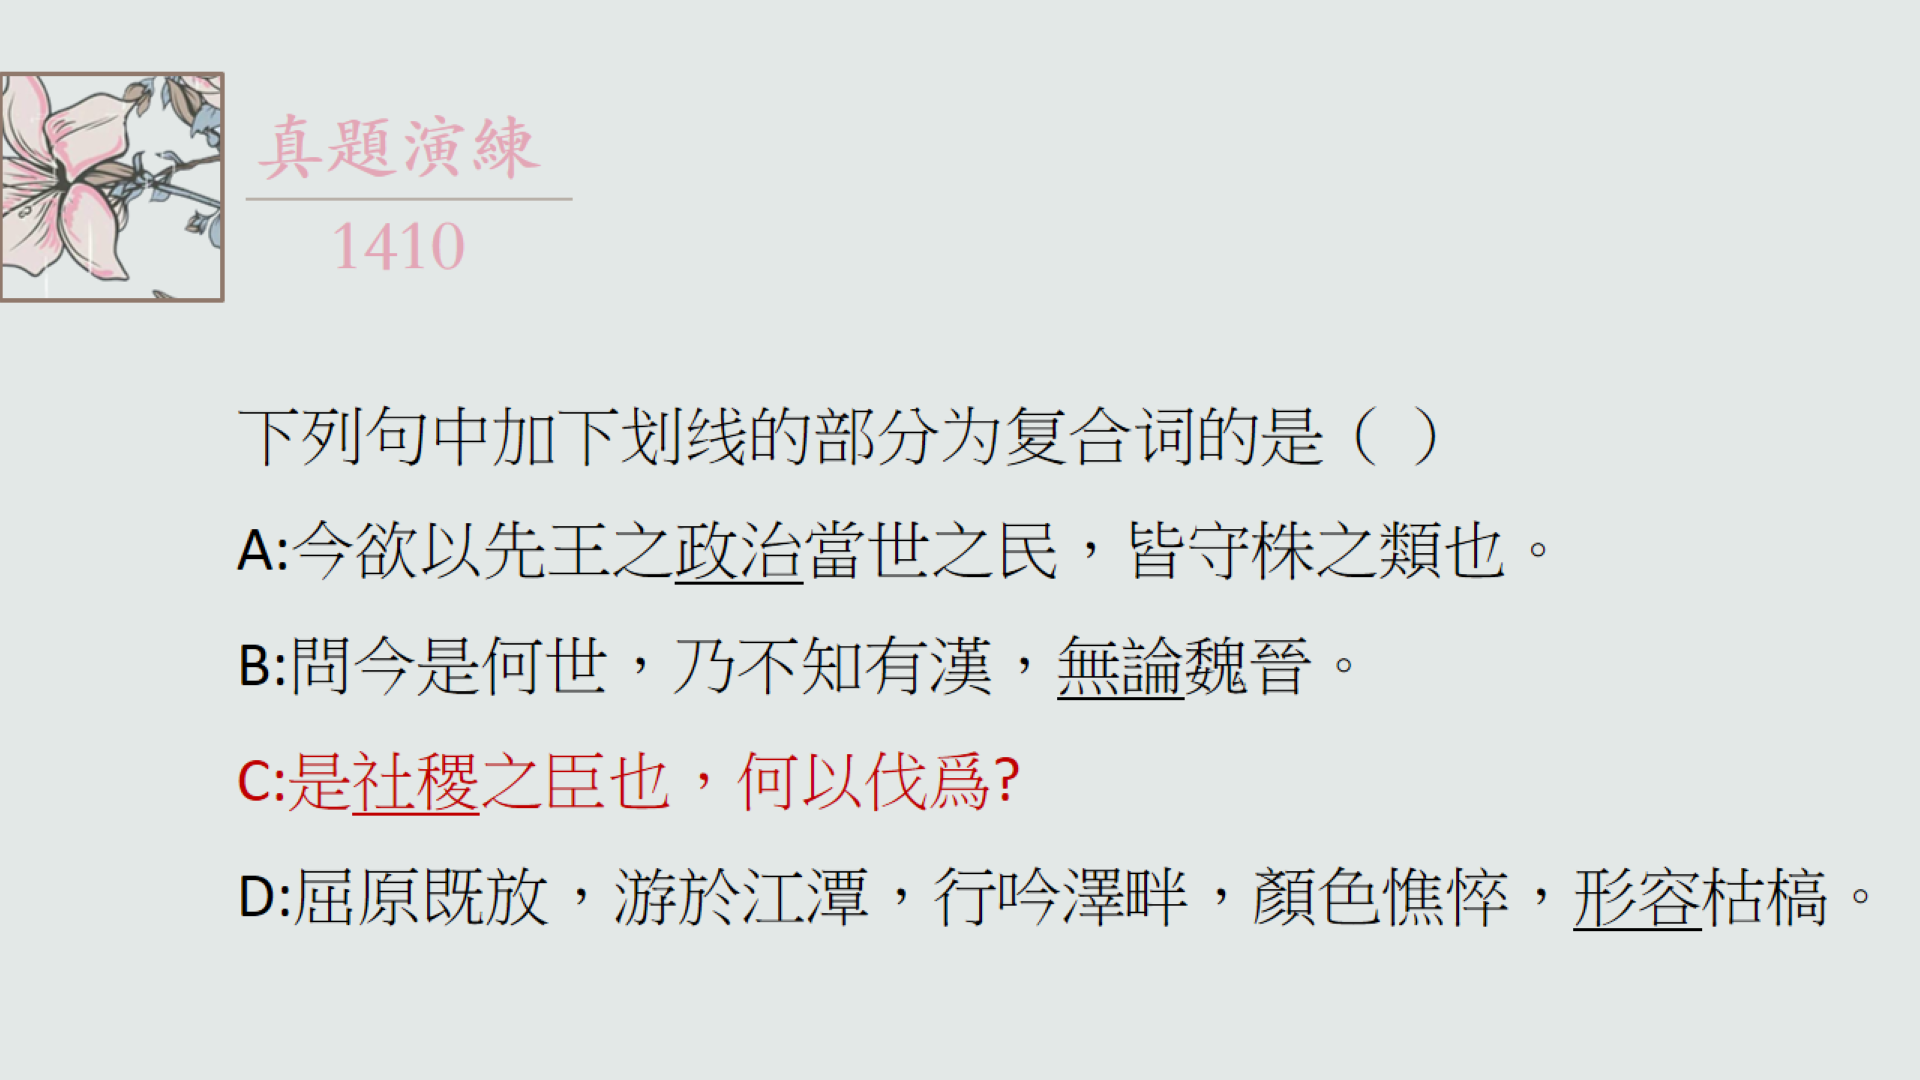 真題演練
1410
下列句中加下划线的部分为复合词的是（ ）
A:今欲以先王之政治當世之民，皆守株之類也。
B:問今是何世，乃不知有漢，無論魏晉。
C:是社稷之臣也，何以伐爲?
D:屈原既放，游於江潭，行吟澤畔，顏色憔悴，形容枯槁。